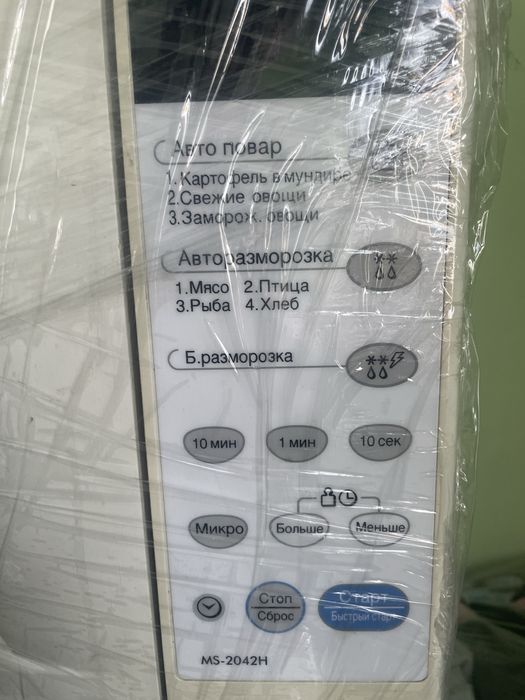 Авто повар
1.Картофель в мундире
2.Свежие овощи
3.Заморож. овощи
Авторазморозка
1.Мясо 2.Птица
3.Рыба 4.Хлеб
Б.разморозка
10 мин 1 мин 10 сек
Микро Больше Меньше
Стоп Старт
Сброс Быстрый старт
MS-2042H